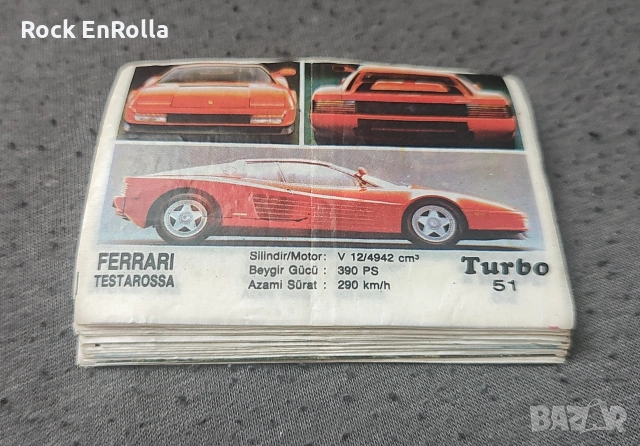 Rock EnRolla
FERRARI
TESTAROSSA
Silindir/Motor: V 12/4942 cm³
Beygir Gücü : 390 PS
Azami Sürat : 290 km/h
Turbo
51
BAZAR